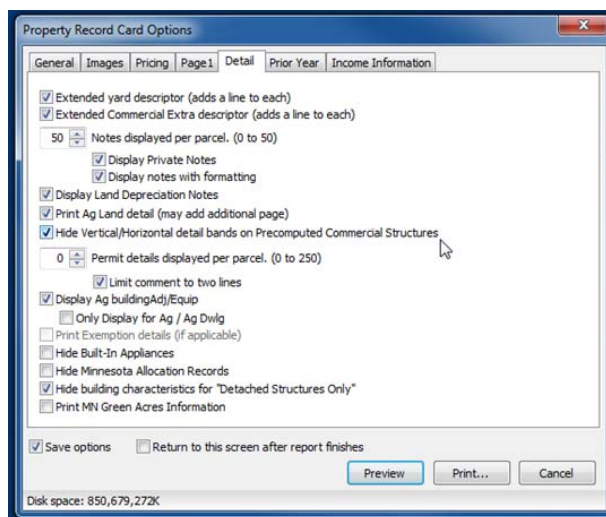 Property Record Card Options
General Images Pricing Page1 Detail Prior Year Income Information
Extended yard descriptor (adds a line to each)
Extended Commercial Extra descriptor (adds a line to each)
50 Notes displayed per parcel. (0 to 50)
Display Private Notes
Display notes with formatting
Display Land Depreciation Notes
Print Ag Land detail (may add additional page)
Hide Vertical/Horizontal detail bands on Precomputed Commercial Structures
0 Permit details displayed per parcel. (0 to 250)
Limit comment to two lines
Display Ag buildingAdj/Equip
Only Display for Ag / Ag Dwlg
Print Exemption details (if applicable)
Hide Built-In Appliances
Hide Minnesota Allocation Records
Hide building characteristics for "Detached Structures Only"
Print MN Green Acres Information
Save options Return to this screen after report finishes
Preview Print... Cancel
Disk space: 850,679,272K